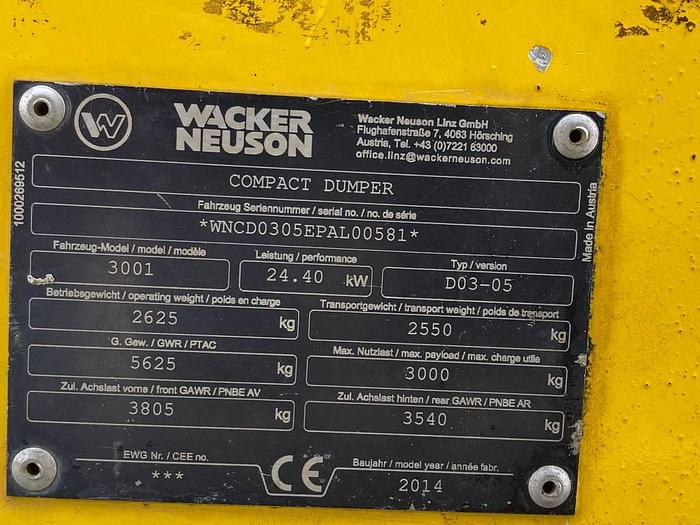 WACKER
NEUSON
Wacker Neuson Linz GmbH
Flughafenstraße 7, 4063 Hörsching
Austria, Tel. +43 (0)7221 63000
office.linz@wackerneuson.com
1000269512
COMPACT DUMPER
Fahrzeug Seriennummer / serial no. / no. de série
*WNCD0305EPAL00581*
Made in Austria
Fahrzeug-Model / model / modèle
3001
Leistung / performance
24.40 kW
Typ / version
D03-05
Betriebsgewicht / operating weight / poids en charge
2625 kg
Transportgewicht / transport weight / poids de transport
2550 kg
G. Gew. / GWR / PTAC
5625 kg
Max. Nutzlast / max. payload / max. charge utile
3000 kg
Zul. Achslast vorne / front GAWR / PNBE AV
3805 kg
Zul. Achslast hinten / rear GAWR / PNBE AR
3540 kg
EWG Nr. / CEE no.
***
CE
Baujahr / model year / année fabr.
2014